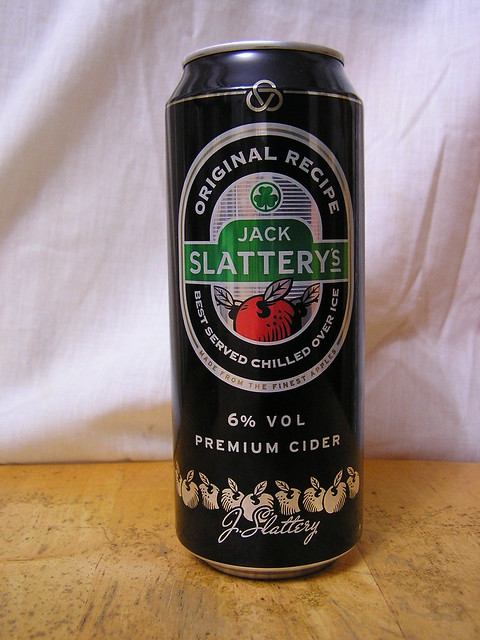 ORIGINAL RECIPE
JACK
SLATTERY'S
BEST SERVED CHILLED OVER ICE
MADE FROM THE FINEST APPLES
6% VOL
PREMIUM CIDER
J. Slattery